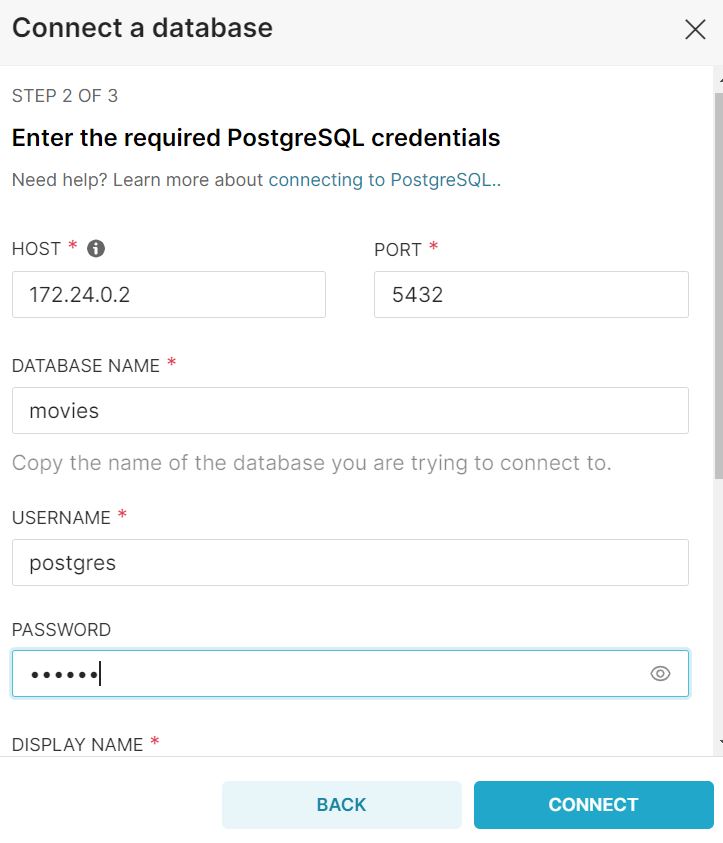 Connect a database
STEP 2 OF 3
Enter the required PostgreSQL credentials
Need help? Learn more about connecting to PostgreSQL..
HOST *
PORT *
172.24.0.2
5432
DATABASE NAME *
movies
Copy the name of the database you are trying to connect to.
USERNAME *
postgres
PASSWORD
••••••
DISPLAY NAME *
BACK
CONNECT